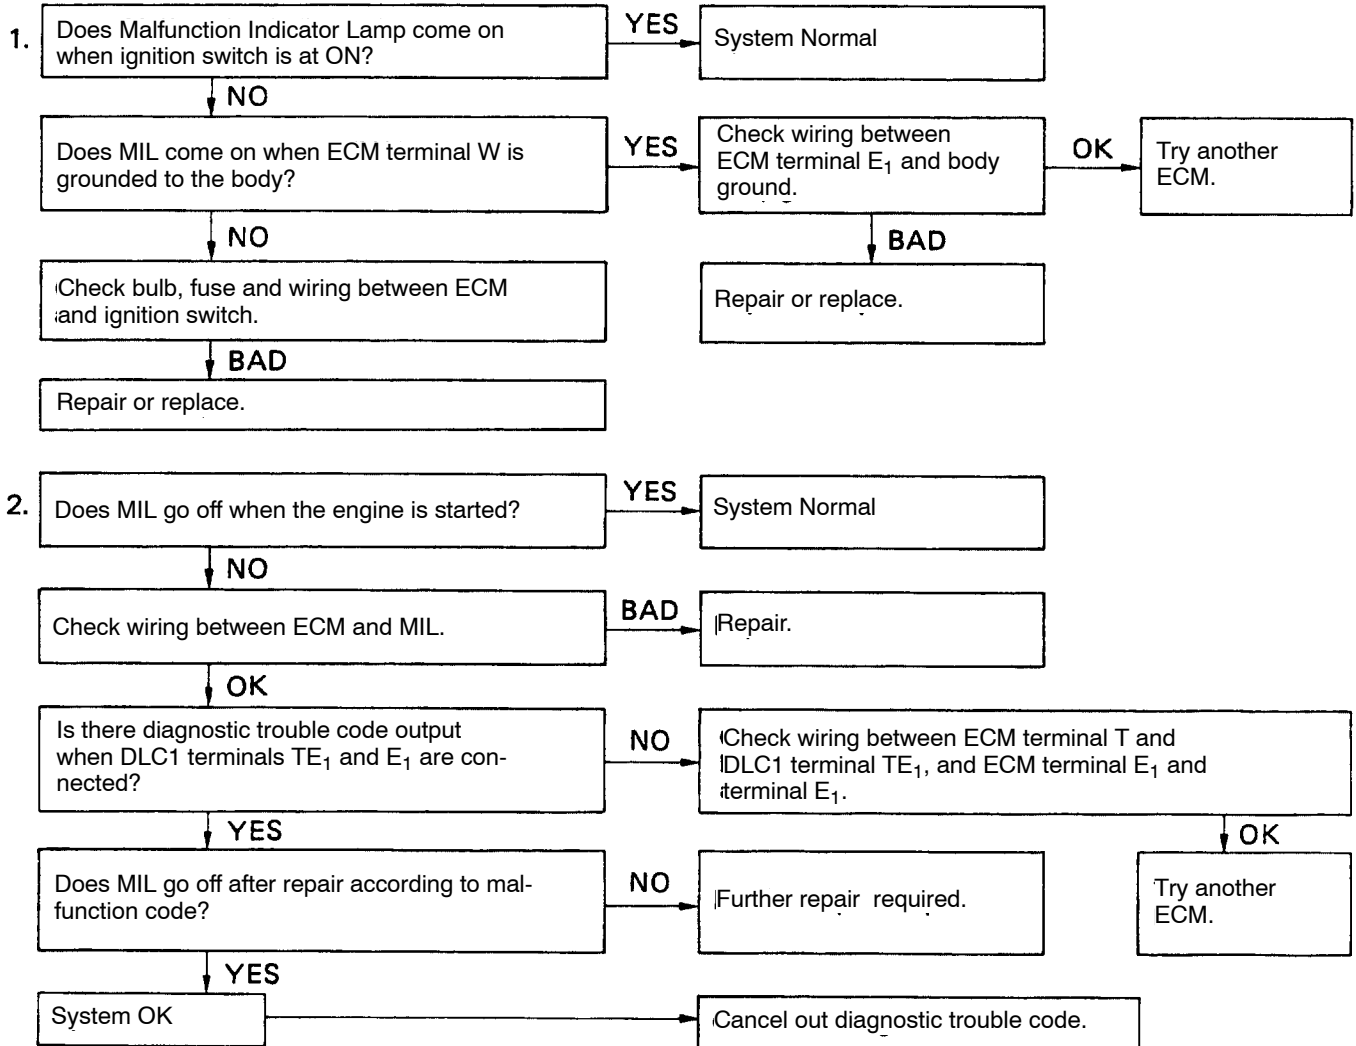 1.
Does Malfunction Indicator Lamp come on
when ignition switch is at ON?
YES
System Normal
NO
Does MIL come on when ECM terminal W is
grounded to the body?
YES
Check wiring between
ECM terminal E1 and body
ground.
OK
Try another
ECM.
NO
BAD
Check bulb, fuse and wiring between ECM
and ignition switch.
Repair or replace.
BAD
Repair or replace.
2.
Does MIL go off when the engine is started?
YES
System Normal
NO
Check wiring between ECM and MIL.
BAD
Repair.
OK
Is there diagnostic trouble code output
when DLC1 terminals TE1 and E1 are con-
nected?
NO
Check wiring between ECM terminal T and
DLC1 terminal TE1, and ECM terminal E1 and
terminal E1.
YES
OK
Does MIL go off after repair according to mal-
function code?
NO
Further repair required.
Try another
ECM.
YES
System OK
Cancel out diagnostic trouble code.